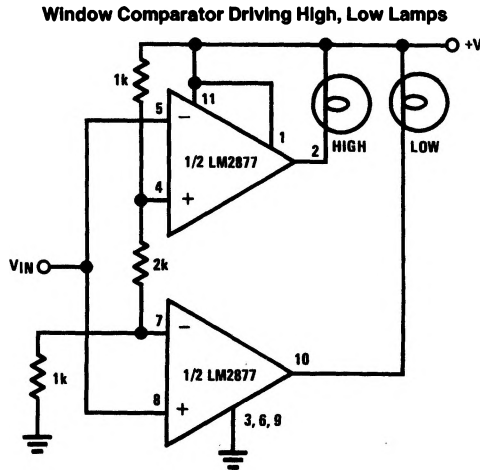 Window Comparator Driving High, Low Lamps
+V
1k
11
5
−
1
1/2 LM2877
2
HIGH
LOW
4
+
VIN
2k
7
−
10
1/2 LM2877
1k
8
+
3, 6, 9